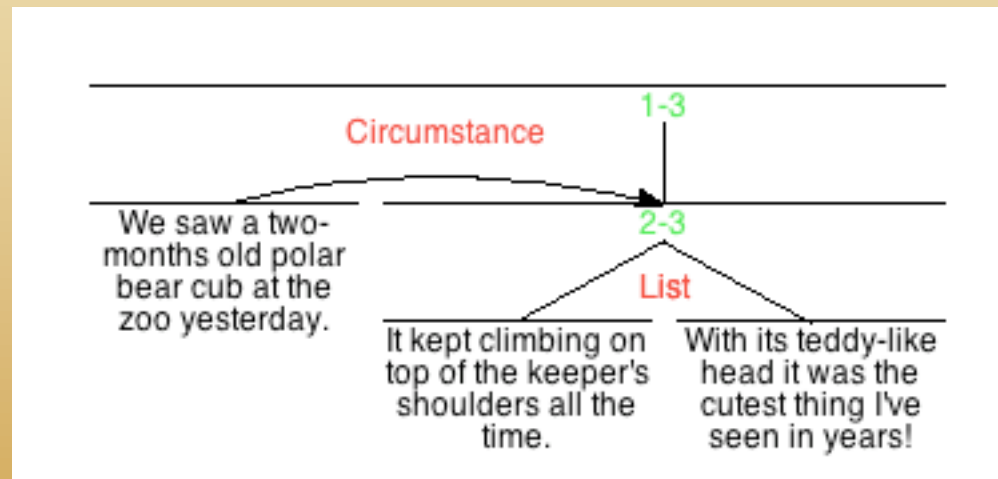 1-3
Circumstance
We saw a two-
months old polar
bear cub at the
zoo yesterday.
2-3
List
It kept climbing on
top of the keeper's
shoulders all the
time.
With its teddy-like
head it was the
cutest thing I've
seen in years!